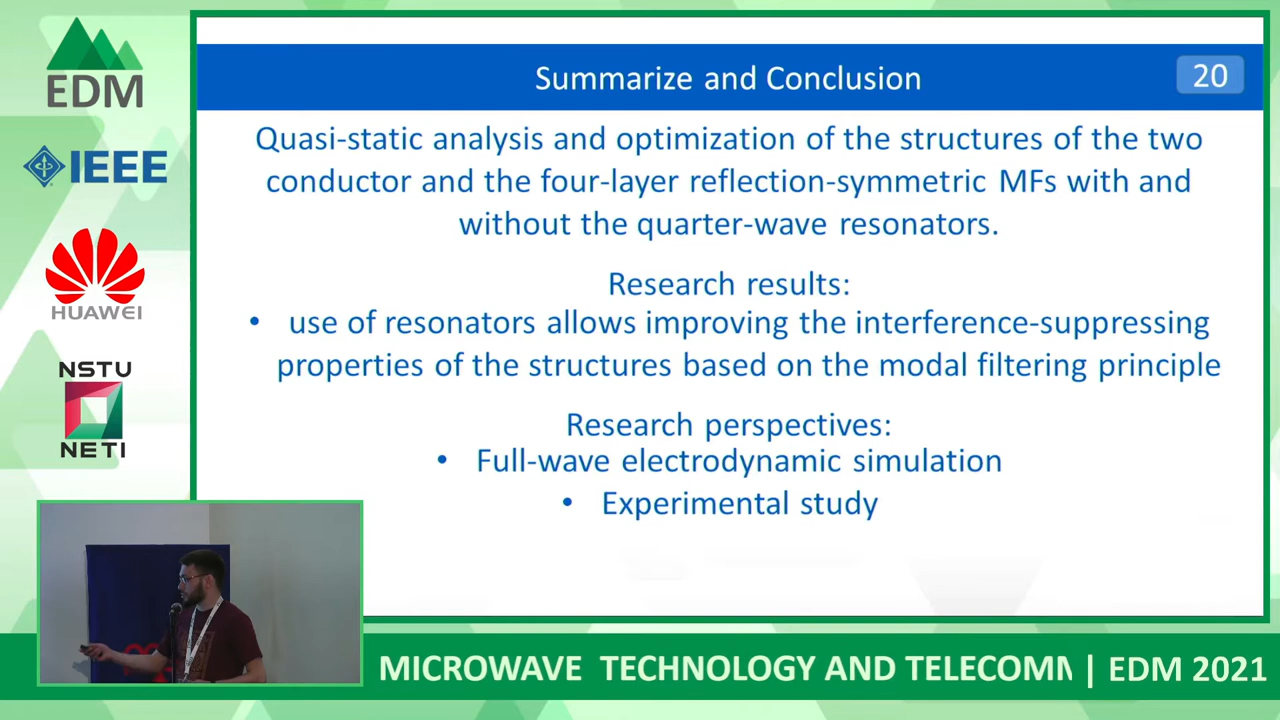 EDM
IEEE
HUAWEI
NSTU
NETI
Summarize and Conclusion
20
Quasi-static analysis and optimization of the structures of the two
conductor and the four-layer reflection-symmetric MFs with and
without the quarter-wave resonators.
Research results:
• use of resonators allows improving the interference-suppressing
properties of the structures based on the modal filtering principle
Research perspectives:
• Full-wave electrodynamic simulation
• Experimental study
MICROWAVE TECHNOLOGY AND TELECOMM | EDM 2021